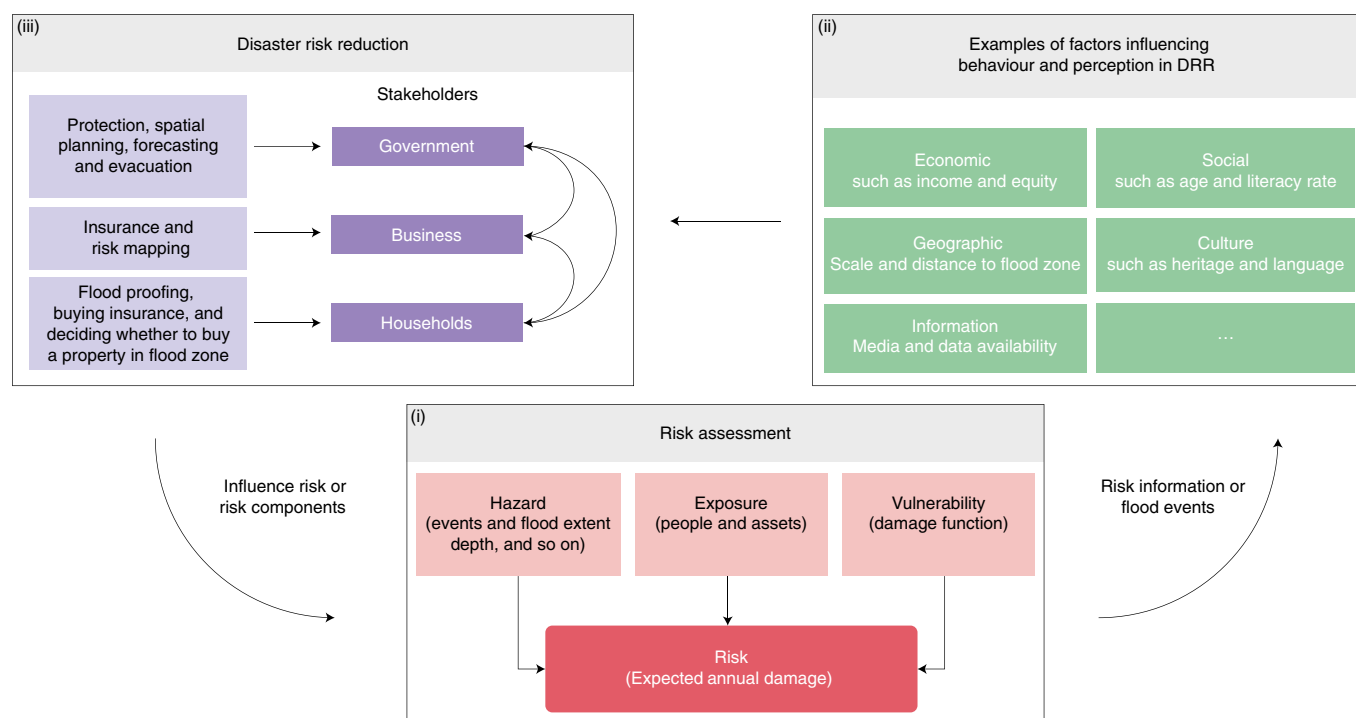 (iii)
Disaster risk reduction
Stakeholders
Protection, spatial
planning, forecasting
and evacuation
Government
Insurance and
risk mapping
Business
Flood proofing,
buying insurance, and
deciding whether to buy
a property in flood zone
Households
(ii)
Examples of factors influencing
behaviour and perception in DRR
Economic
such as income and equity
Social
such as age and literacy rate
Geographic
Scale and distance to flood zone
Culture
such as heritage and language
Information
Media and data availability
...
Influence risk or
risk components
(i)
Risk assessment
Hazard
(events and flood extent
depth, and so on)
Exposure
(people and assets)
Vulnerability
(damage function)
Risk
(Expected annual damage)
Risk information or
flood events